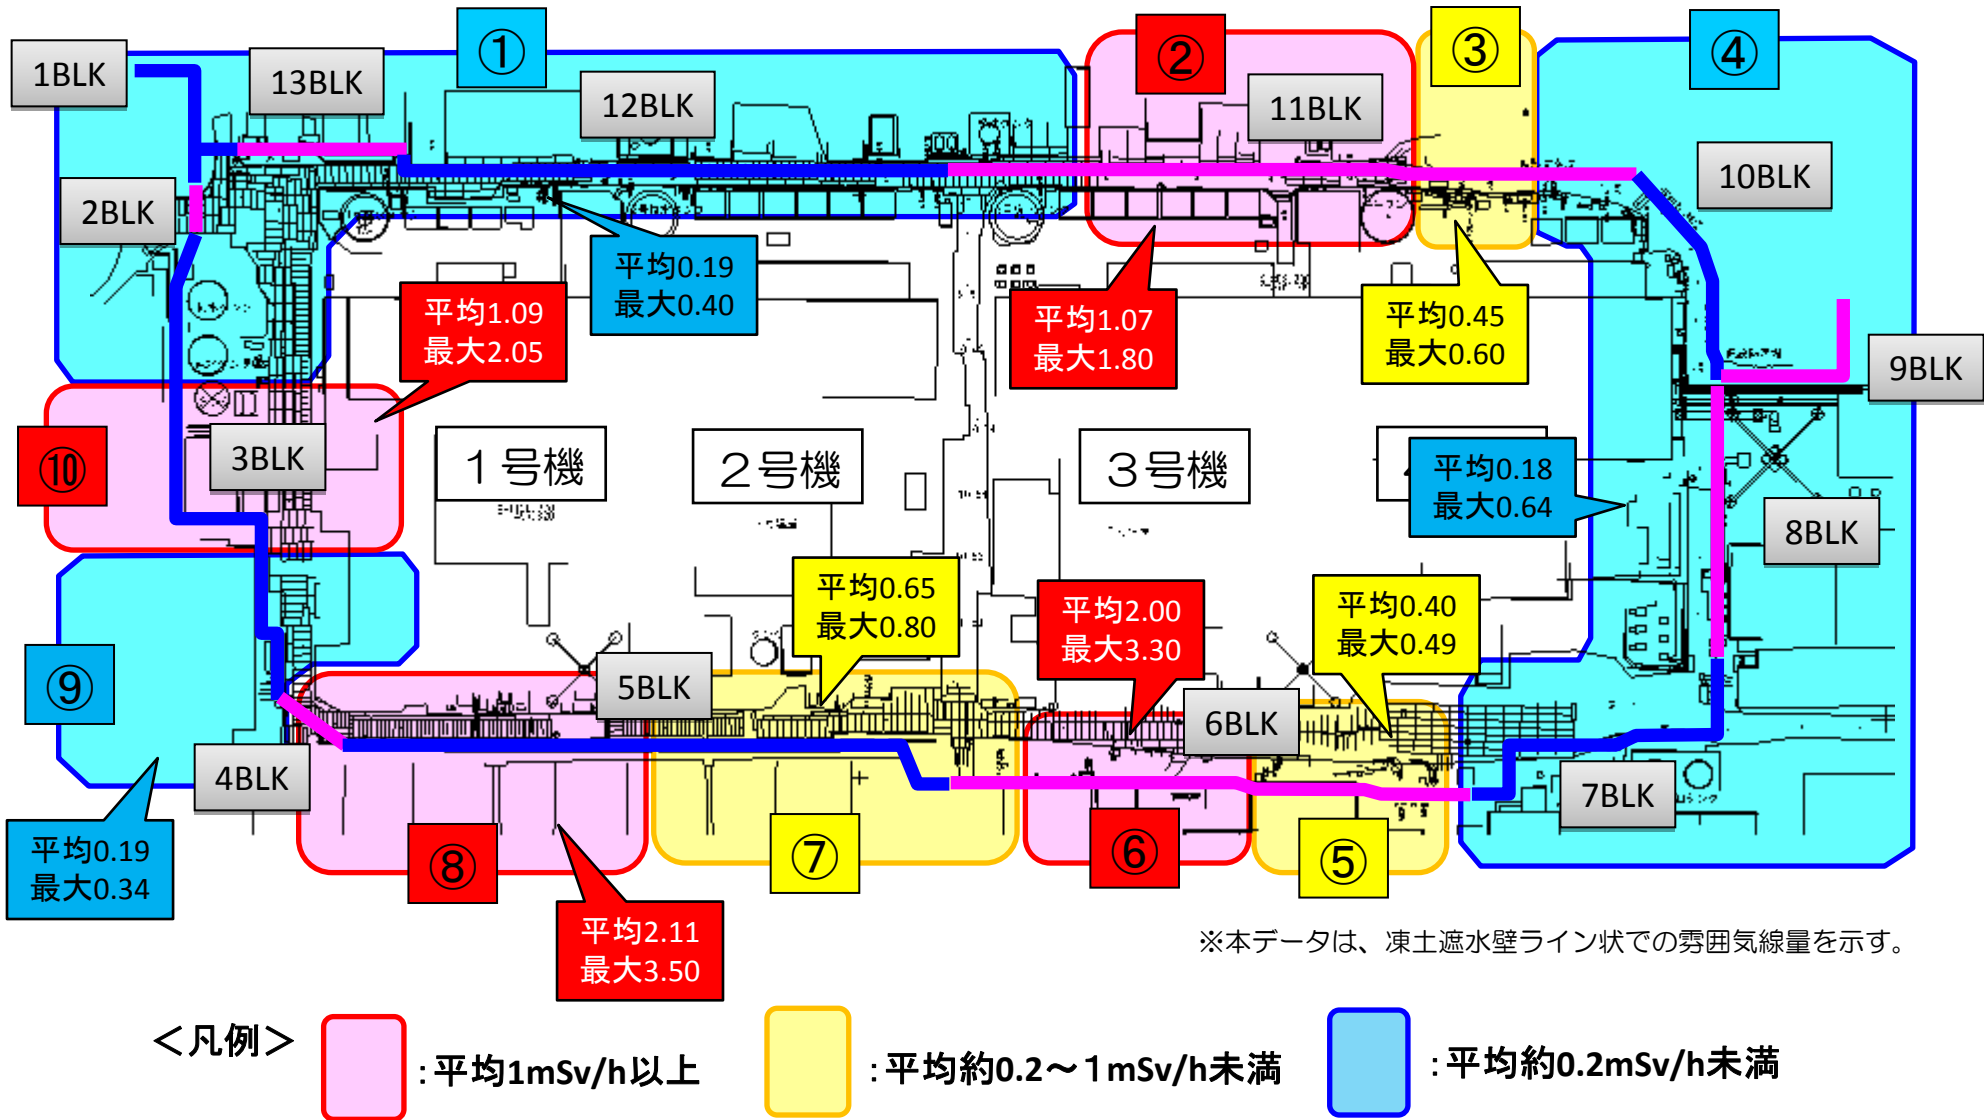 ①
②
③
④
1BLK
13BLK
12BLK
11BLK
10BLK
2BLK
平均0.19
最大0.40
平均1.09
最大2.05
平均1.07
最大1.80
平均0.45
最大0.60
9BLK
⑩
3BLK
1号機
2号機
3号機
平均0.18
最大0.64
8BLK
平均0.65
最大0.80
平均2.00
最大3.30
平均0.40
最大0.49
⑨
5BLK
6BLK
4BLK
7BLK
平均0.19
最大0.34
⑧
⑦
⑥
⑤
平均2.11
最大3.50
※本データは、凍土遮水壁ライン状での雰囲気線量を示す。
＜凡例＞
：平均1mSv/h以上
：平均約0.2～1mSv/h未満
：平均約0.2mSv/h未満